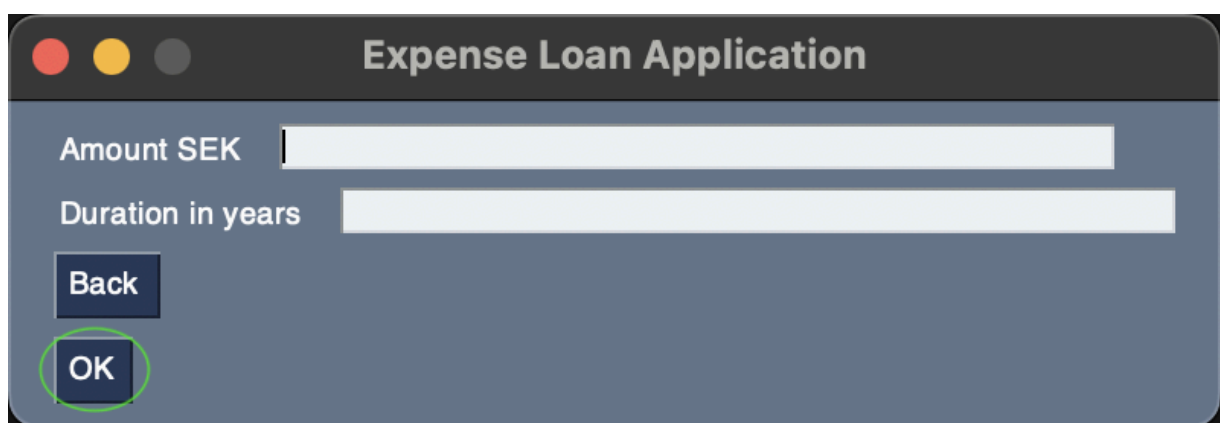 Expense Loan Application
Amount SEK
Duration in years
Back
OK